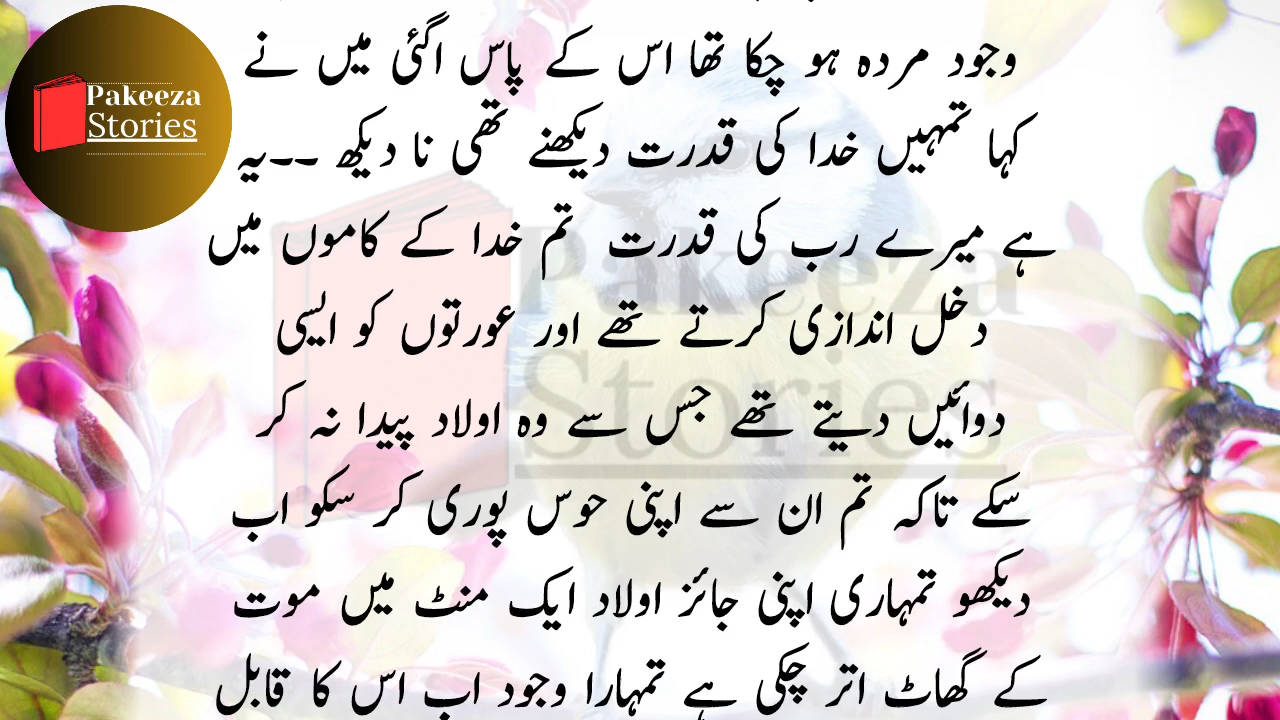 Pakeeza
Stories
وجود مردہ ہو چکا تھا اس کے پاس اگئی میں نے
کہا تمہیں خدا کی قدرت دیکھنے تھی نا دیکھ ۔۔یہ
ہے میرے رب کی قدرت تم خدا کے کاموں میں
دخل اندازی کرتے تھے اور عورتوں کو ایسی
دوائیں دیتے تھے جس سے وہ اولاد پیدا نہ کر
سکے تاکہ تم ان سے اپنی حوس پوری کر سکو اب
دیکھو تمہاری اپنی جائز اولاد ایک منٹ میں موت
کے گھاٹ اتر چکی ہے تمہارا وجود اب اس کا قابل
Pakeeza
Stories